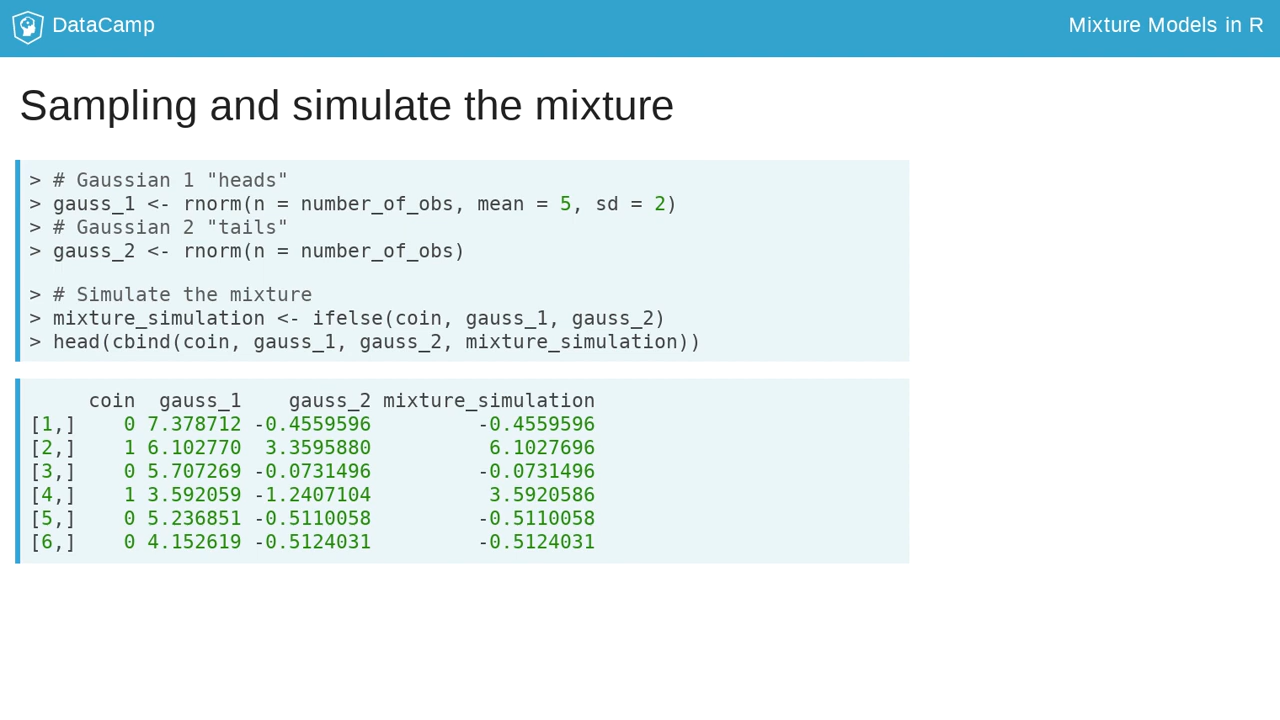 DataCamp
Mixture Models in R
Sampling and simulate the mixture
> # Gaussian 1 "heads"
> gauss_1 <- rnorm(n = number_of_obs, mean = 5, sd = 2)
> # Gaussian 2 "tails"
> gauss_2 <- rnorm(n = number_of_obs)
> # Simulate the mixture
> mixture_simulation <- ifelse(coin, gauss_1, gauss_2)
> head(cbind(coin, gauss_1, gauss_2, mixture_simulation))
     coin  gauss_1    gauss_2 mixture_simulation
[1,]    0 7.378712 -0.4559596         -0.4559596
[2,]    1 6.102770  3.3595880          6.1027696
[3,]    0 5.707269 -0.0731496         -0.0731496
[4,]    1 3.592059 -1.2407104          3.5920586
[5,]    0 5.236851 -0.5110058         -0.5110058
[6,]    0 4.152619 -0.5124031         -0.5124031